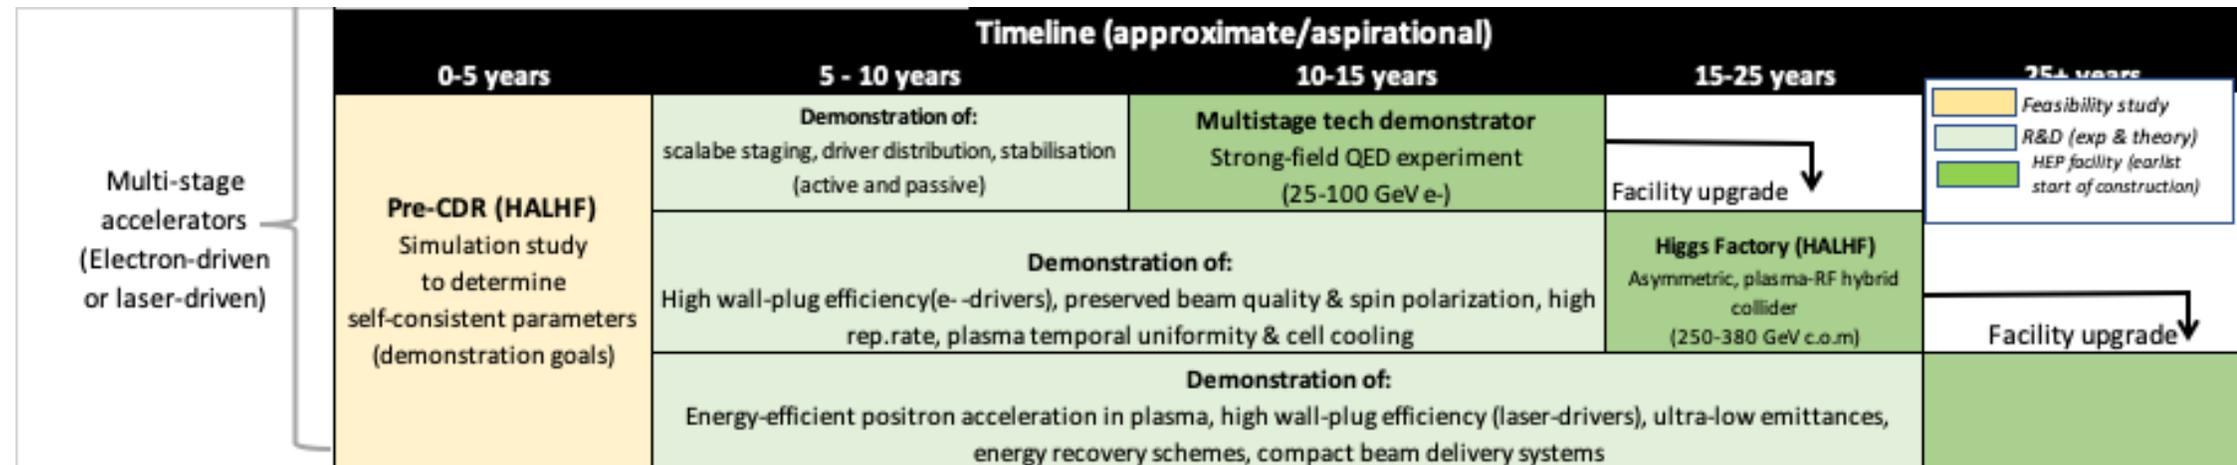 Timeline (approximate/aspirational)
0-5 years
5 - 10 years
10-15 years
15-25 years
25+ years
Multi-stage
accelerators
(Electron-driven
or laser-driven)
Pre-CDR (HALHF)
Simulation study
to determine
self-consistent parameters
(demonstration goals)
Demonstration of:
scalabe staging, driver distribution, stabilisation
(active and passive)
Multistage tech demonstrator
Strong-field QED experiment
(25-100 GeV e-)
Facility upgrade
Feasibility study
R&D (exp & theory)
HEP facility (earlist
start of construction)
Demonstration of:
High wall-plug efficiency(e- -drivers), preserved beam quality & spin polarization, high
rep.rate, plasma temporal uniformity & cell cooling
Higgs Factory (HALHF)
Asymmetric, plasma-RF hybrid
collider
(250-380 GeV c.o.m)
Facility upgrade
Demonstration of:
Energy-efficient positron acceleration in plasma, high wall-plug efficiency (laser-drivers), ultra-low emittances,
energy recovery schemes, compact beam delivery systems